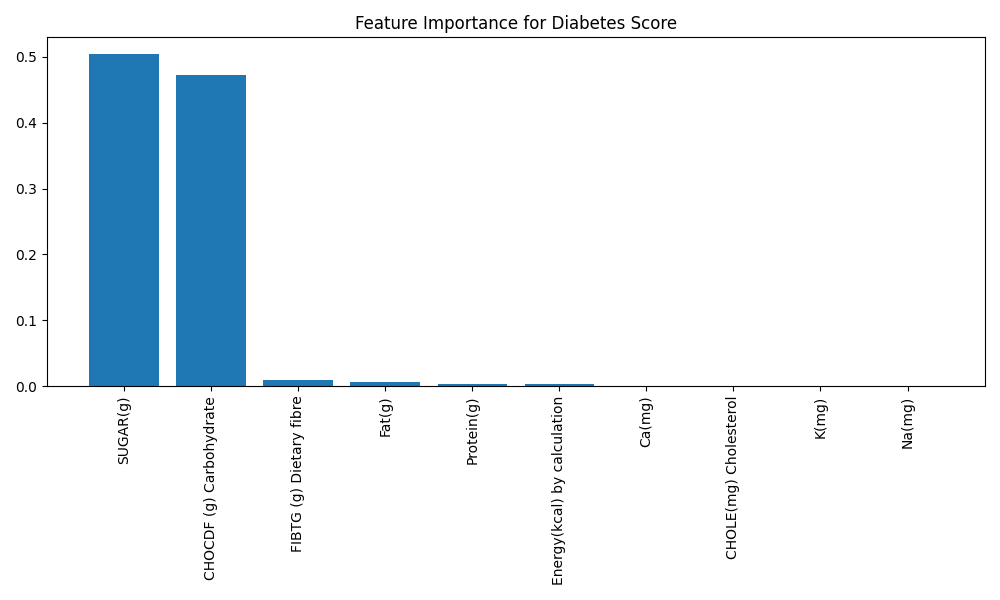 Feature Importance for Diabetes Score
0.5
0.4
0.3
0.2
0.1
0.0
SUGAR(g)
CHOCDF (g) Carbohydrate
FIBTG (g) Dietary fibre
Fat(g)
Protein(g)
Energy(kcal) by calculation
Ca(mg)
CHOLE(mg) Cholesterol
K(mg)
Na(mg)